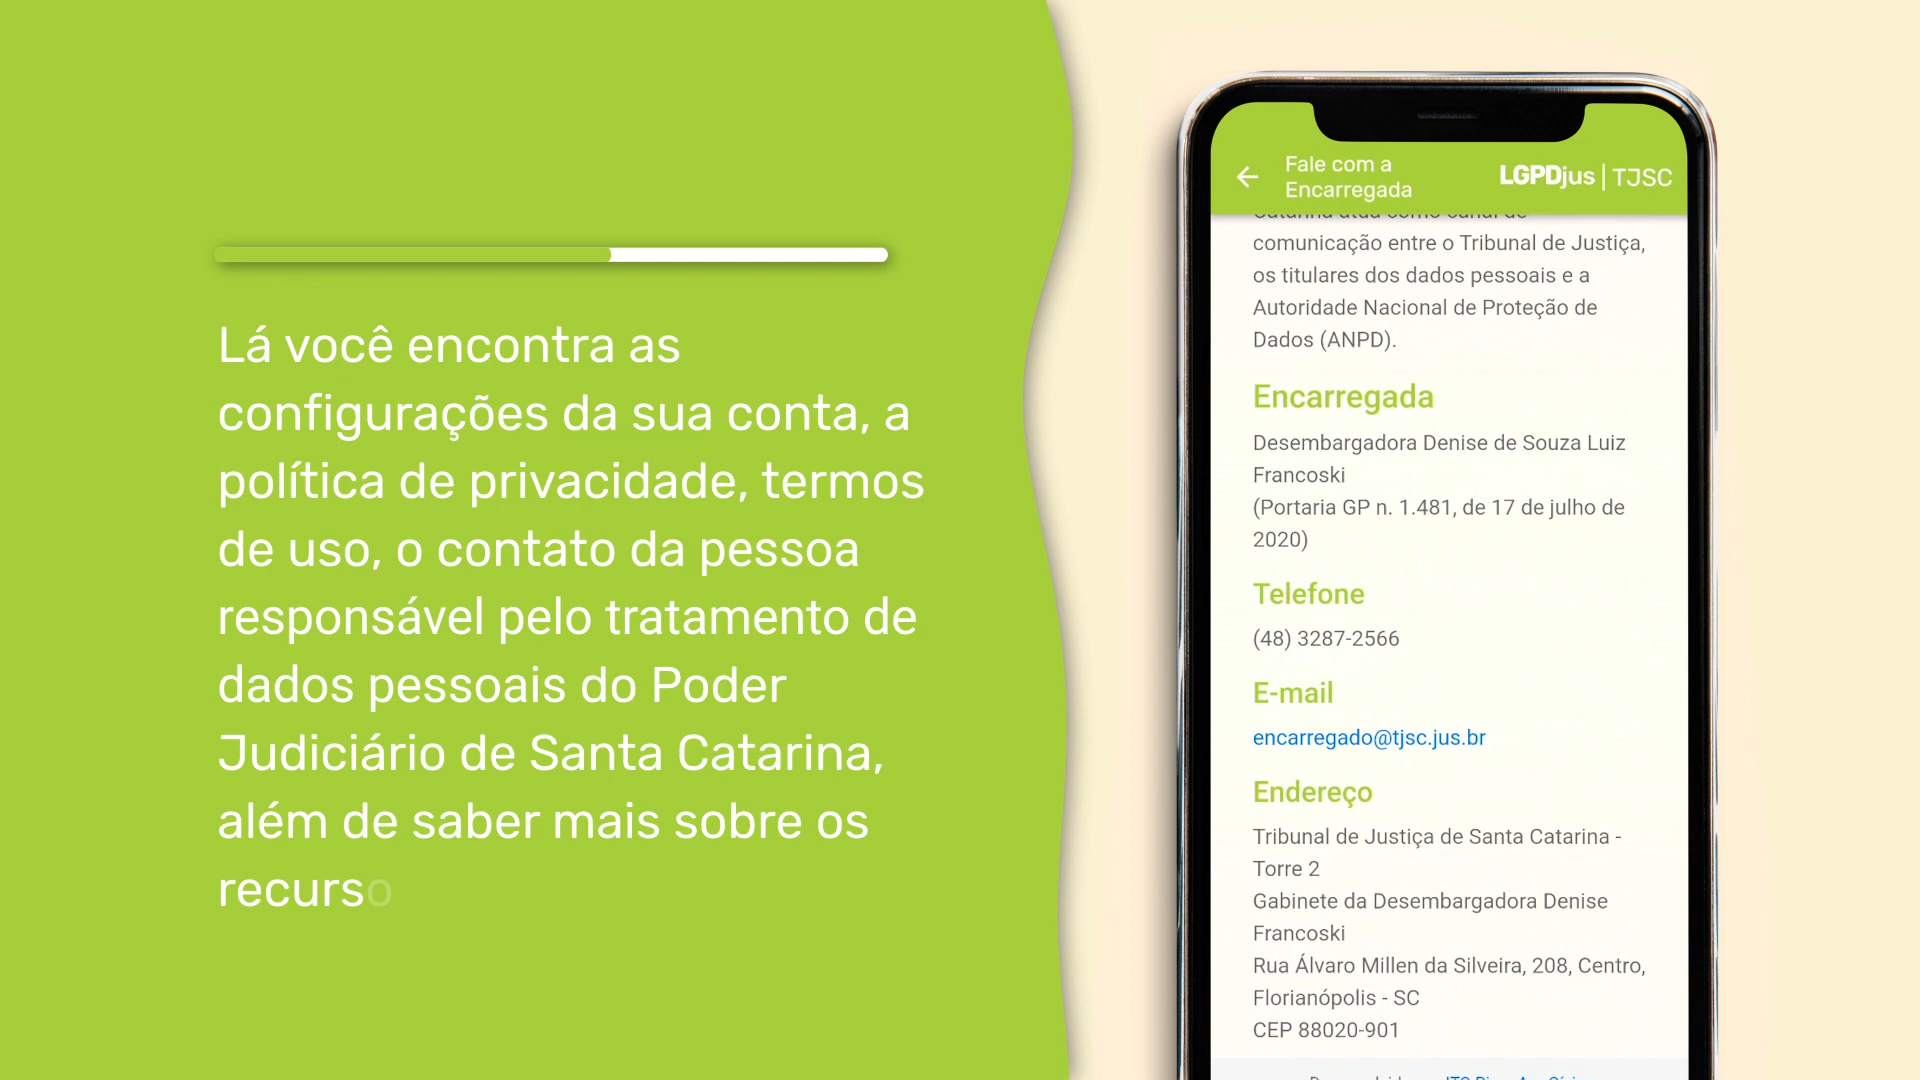 Lá você encontra as
configurações da sua conta, a
política de privacidade, termos
de uso, o contato da pessoa
responsável pelo tratamento de
dados pessoais do Poder
Judiciário de Santa Catarina,
além de saber mais sobre os
recurso
Fale com a
Encarregada
LGPDjus | TJSC
Catarina atua como canal de
comunicação entre o Tribunal de Justiça,
os titulares dos dados pessoais e a
Autoridade Nacional de Proteção de
Dados (ANPD).
Encarregada
Desembargadora Denise de Souza Luiz
Francoski
(Portaria GP n. 1.481, de 17 de julho de
2020)
Telefone
(48) 3287-2566
E-mail
encarregado@tjsc.jus.br
Endereço
Tribunal de Justiça de Santa Catarina -
Torre 2
Gabinete da Desembargadora Denise
Francoski
Rua Álvaro Millen da Silveira, 208, Centro,
Florianópolis - SC
CEP 88020-901